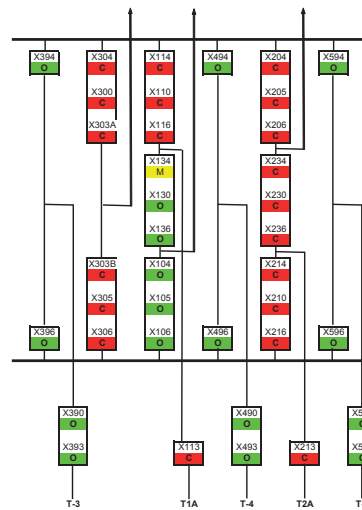 X394 X304 X114 X494 X204 X594
O C C O C O
X300 X110 X205
C C C
X303A X116 X206
C C C
X134 X234
M C
X130 X230
O C
X136 X236
O C
X303B X104 X214
C O C
X305 X105 X210
C O C
X396 X306 X106 X496 X216 X596
O C O O C O
X390 X490
O O O
X393 X113 X493 X213
O C O C O
T-3 T1A T-4 T2A